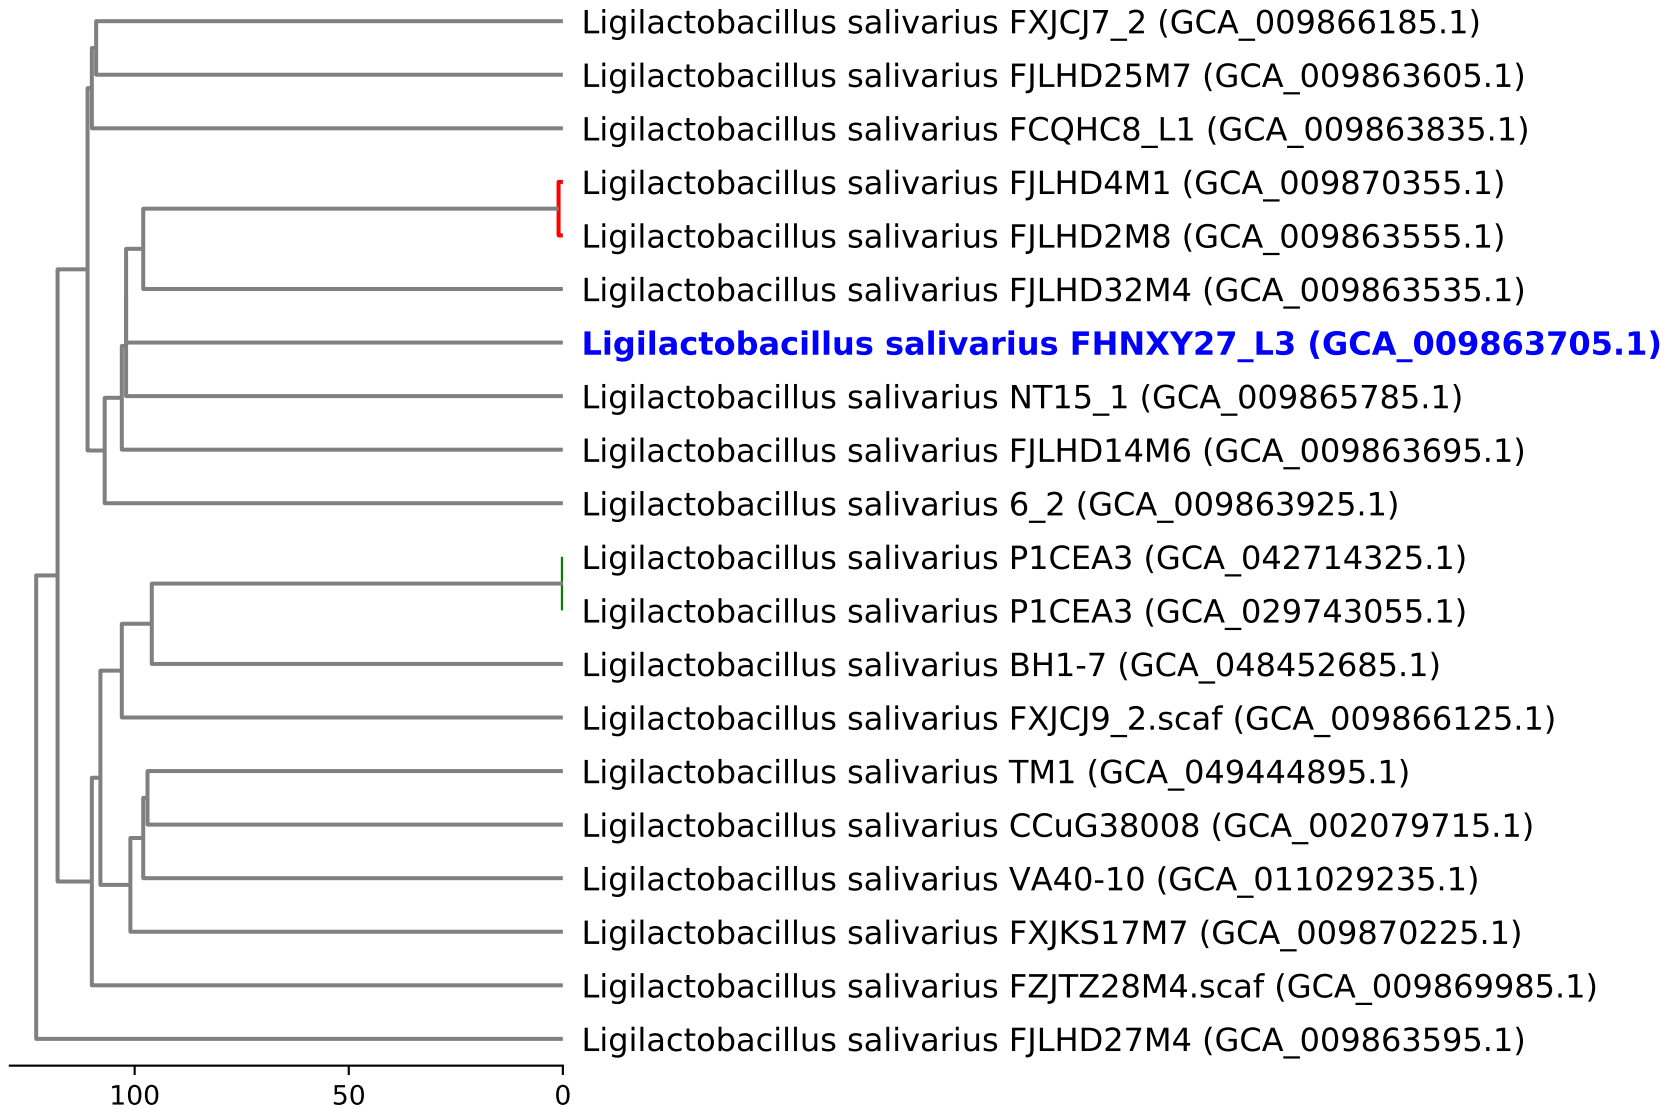 Ligilactobacillus salivarius FXJCJ7_2 (GCA_009866185.1)
Ligilactobacillus salivarius FJLHD25M7 (GCA_009863605.1)
Ligilactobacillus salivarius FCQHC8_L1 (GCA_009863835.1)
Ligilactobacillus salivarius FJLHD4M1 (GCA_009870355.1)
Ligilactobacillus salivarius FJLHD2M8 (GCA_009863555.1)
Ligilactobacillus salivarius FJLHD32M4 (GCA_009863535.1)
Ligilactobacillus salivarius FHNXY27_L3 (GCA_009863705.1)
Ligilactobacillus salivarius NT15_1 (GCA_009865785.1)
Ligilactobacillus salivarius FJLHD14M6 (GCA_009863695.1)
Ligilactobacillus salivarius 6_2 (GCA_009863925.1)
Ligilactobacillus salivarius P1CEA3 (GCA_042714325.1)
Ligilactobacillus salivarius P1CEA3 (GCA_029743055.1)
Ligilactobacillus salivarius BH1-7 (GCA_048452685.1)
Ligilactobacillus salivarius FXJCJ9_2.scaf (GCA_009866125.1)
Ligilactobacillus salivarius TM1 (GCA_049444895.1)
Ligilactobacillus salivarius CCuG38008 (GCA_002079715.1)
Ligilactobacillus salivarius VA40-10 (GCA_011029235.1)
Ligilactobacillus salivarius FXJKS17M7 (GCA_009870225.1)
Ligilactobacillus salivarius FZJTZ28M4.scaf (GCA_009869985.1)
Ligilactobacillus salivarius FJLHD27M4 (GCA_009863595.1)
100 50 0